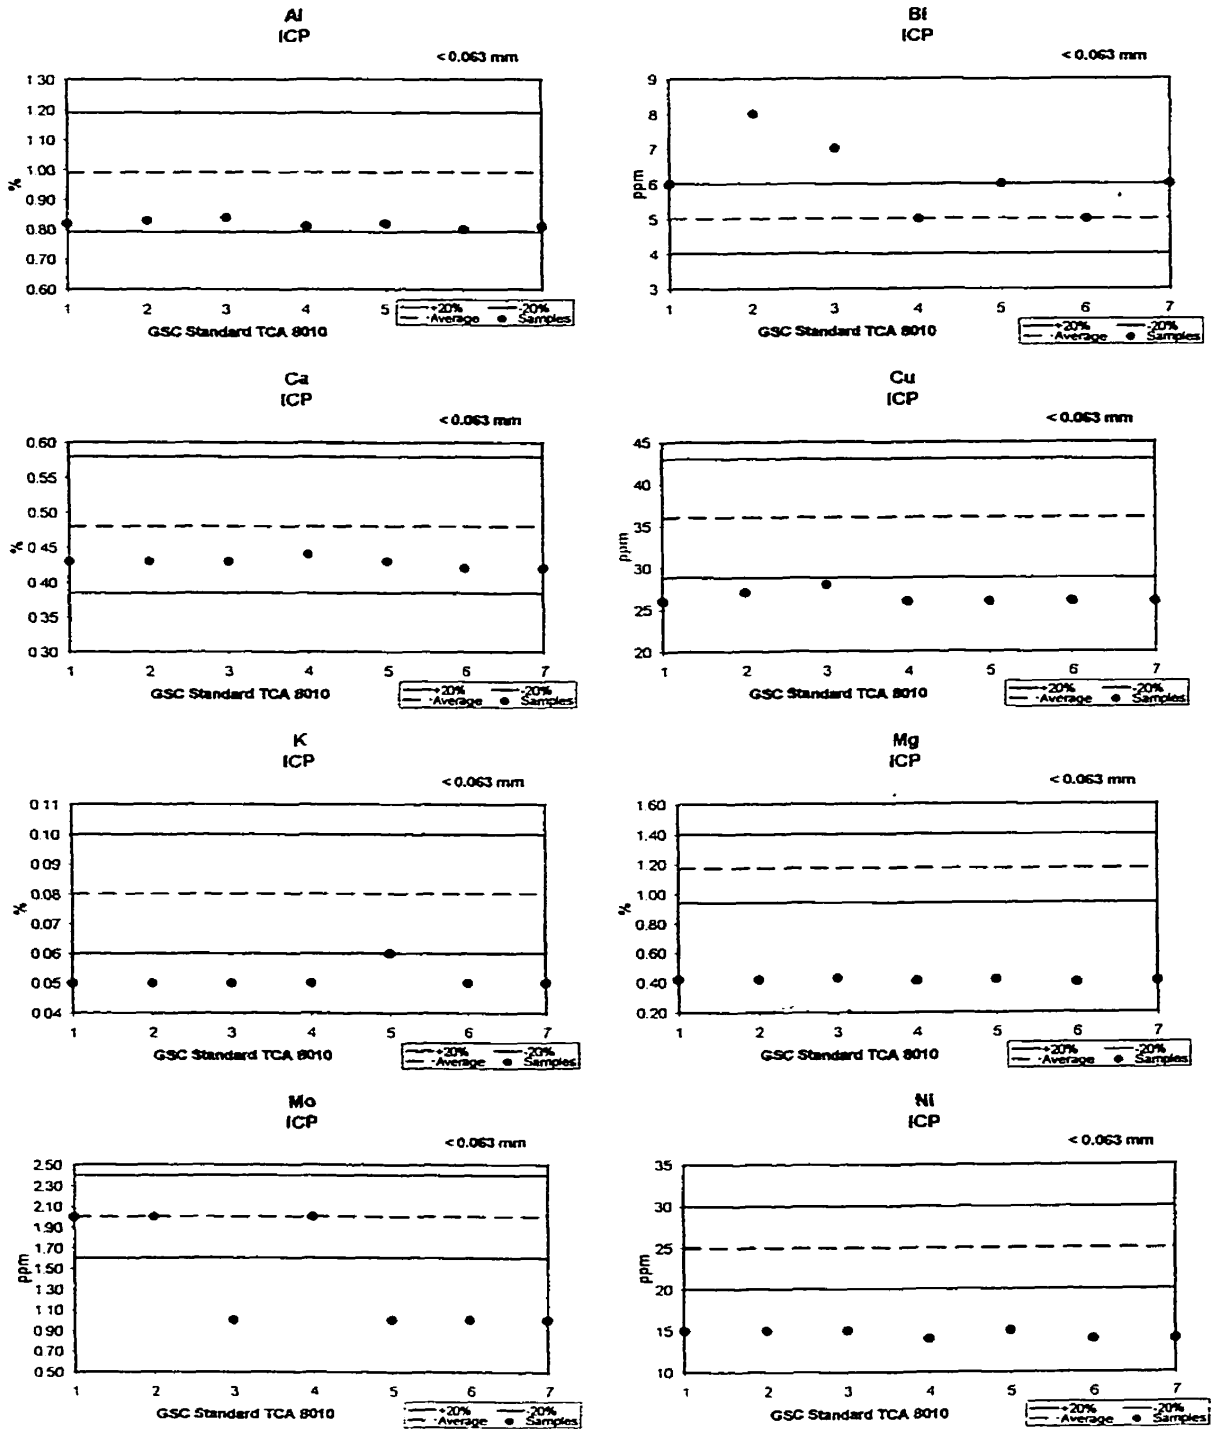 Al
ICP
< 0.063 mm
1 30
1.20
1 10
1.00
0.90
0.80
0.70
0.60
%
1 2 3 4 5
GSC Standard TCA 8010
+20% -20%
Average Samples
Bi
ICP
< 0.063 mm
9
8
7
6
5
4
3
ppm
1 2 3 4 5 6 7
GSC Standard TCA 8010
+20% -20%
Average Samples
Ca
ICP
< 0.063 mm
0.60
0.55
0.50
0.45
0.40
0.35
0.30
%
1 2 3 4 5 6 7
GSC Standard TCA 8010
+20% -20%
Average Samples
Cu
ICP
< 0.063 mm
45
40
35
30
25
20
ppm
1 2 3 4 5 6 7
GSC Standard TCA 8010
+20% -20%
Average Samples
K
ICP
< 0.063 mm
0.11
0.10
0.09
0.08
0.07
0.06
0.05
0.04
%
1 2 3 4 5 6 7
GSC Standard TCA 8010
+20% -20%
Average Samples
Mg
ICP
< 0.063 mm
1.60
1.40
1.20
1.00
0.80
0.60
0.40
0.20
%
1 2 3 4 5 6 7
GSC Standard TCA 8010
+20% -20%
Average Samples
Mo
ICP
< 0.063 mm
2.50
2.30
2.10
1.90
1.70
1.50
1.30
1.10
0.90
0.70
0.50
ppm
1 2 3 4 5 6 7
GSC Standard TCA 8010
+20% -20%
Average Samples
Ni
ICP
< 0.063 mm
35
30
25
20
15
10
ppm
1 2 3 4 5 6 7
GSC Standard TCA 8010
+20% -20%
Average Samples